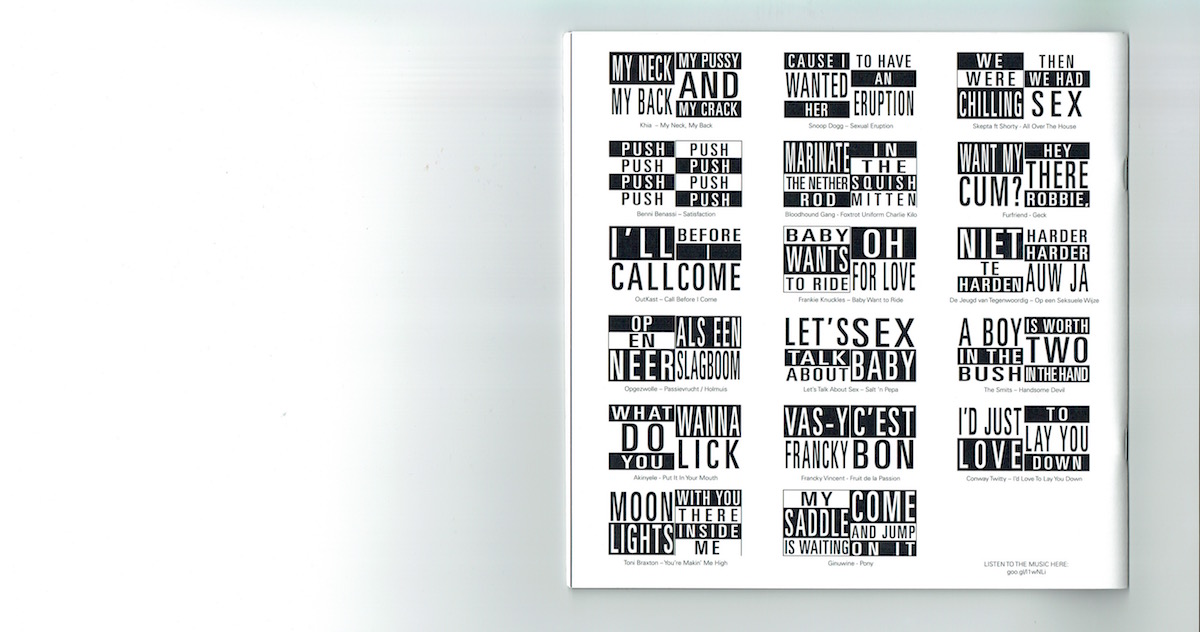 MY NECK
MY BACK
MY PUSSY
AND
MY CRACK
Khia – My Neck, My Back
CAUSE I
WANTED
HER
TO HAVE
AN
ERUPTION
Snoop Dogg – Sexual Eruption
WE
WERE
CHILLING
THEN
WE HAD
SEX
Skepta ft Shorty - All Over The House
PUSH
PUSH
PUSH
PUSH
PUSH
PUSH
PUSH
PUSH
Benni Benassi – Satisfaction
MARINATE
THE NETHER
ROD
IN
THE
SQUISH
MITTEN
Bloodhound Gang - Foxtrot Uniform Charlie Kilo
WANT MY
CUM?
HEY
THERE
ROBBIE,
Furfriend - Gack
I'LL
CALL
BEFORE
I
COME
OutKast – Call Before I Come
BABY
WANTS
TO RIDE
OH
FOR LOVE
Frankie Knuckles – Baby Want to Ride
NIET
TE
HARDEN
HARDER
HARDER
AUW JA
De Jeugd van Tegenwoordig – Op een Seksuele Wijze
OP
EN
NEER
ALS EEN
SLAGBOOM
Opgezwolle – Passievrucht / Holmuis
LET'S
TALK
ABOUT
SEX
BABY
Let's Talk About Sex – Salt 'n Pepa
A BOY
IN THE
BUSH
IS WORTH
TWO
IN THE HAND
The Smits – Handsome Devil
WHAT
DO
YOU
WANNA
LICK
Akinyele - Put It In Your Mouth
VAS-Y
FRANCKY
C'EST
BON
Francky Vincent - Fruit de la Passion
I'D JUST
LOVE
TO
LAY YOU
DOWN
Conway Twitty – I'd Love To Lay You Down
MOON
LIGHTS
WITH YOU
THERE
INSIDE
ME
Toni Braxton – You're Makin' Me High
MY
SADDLE
IS WAITING
COME
AND JUMP
ON IT
Ginuwine - Pony
LISTEN TO THE MUSIC HERE:
goo.gl/l1wNLi